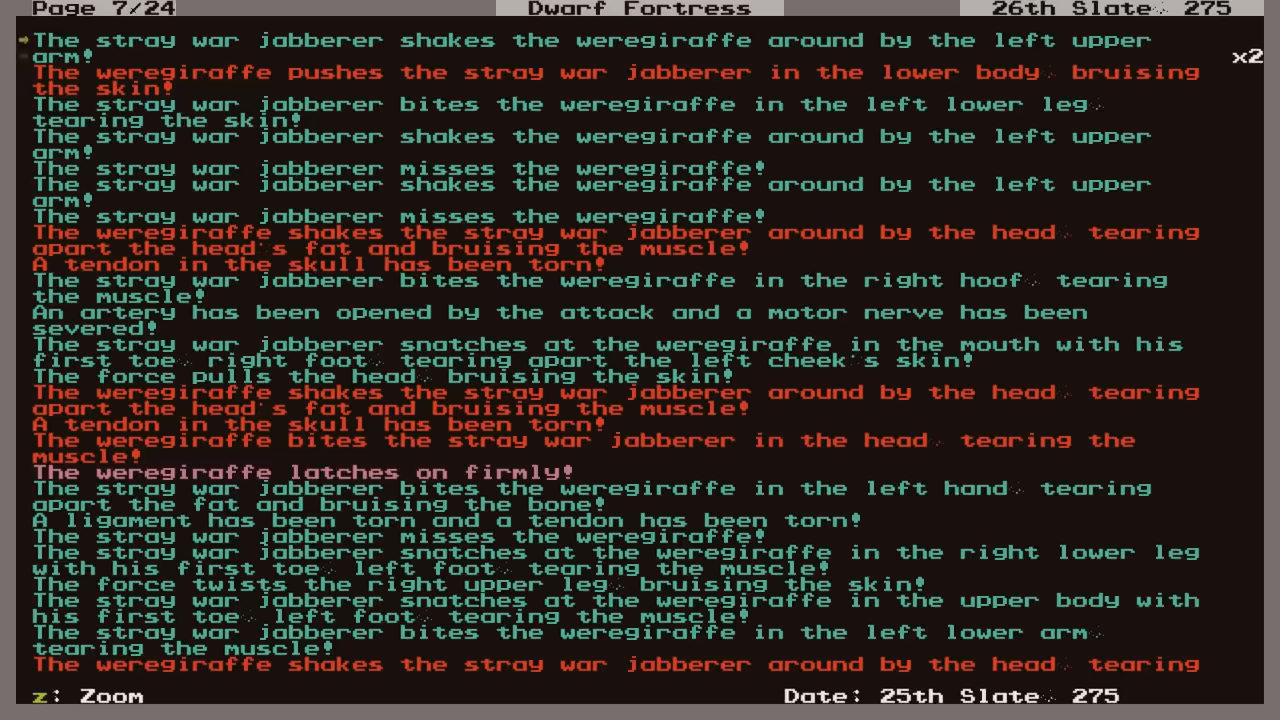 Page 7/24 Dwarf Fortress 26th Slate, 275
The stray war jabberer shakes the weregiraffe around by the left upper
arm! x2
The weregiraffe pushes the stray war jabberer in the lower body, bruising
the skin!
The stray war jabberer bites the weregiraffe in the left lower leg,
tearing the skin!
The stray war jabberer shakes the weregiraffe around by the left upper
arm!
The stray war jabberer misses the weregiraffe!
The stray war jabberer shakes the weregiraffe around by the left upper
arm!
The stray war jabberer misses the weregiraffe!
The weregiraffe shakes the stray war jabberer around by the head, tearing
apart the head's fat and bruising the muscle!
A tendon in the skull has been torn!
The stray war jabberer bites the weregiraffe in the right hoof, tearing
the muscle!
An artery has been opened by the attack and a motor nerve has been
severed!
The stray war jabberer snatches at the weregiraffe in the mouth with his
first toe, right foot, tearing apart the left cheek's skin!
The force pulls the head, bruising the skin!
The weregiraffe shakes the stray war jabberer around by the head, tearing
apart the head's fat and bruising the muscle!
A tendon in the skull has been torn!
The weregiraffe bites the stray war jabberer in the head, tearing the
muscle!
The weregiraffe latches on firmly!
The stray war jabberer bites the weregiraffe in the left hand, tearing
apart the fat and bruising the bone!
A ligament has been torn and a tendon has been torn!
The stray war jabberer misses the weregiraffe!
The stray war jabberer snatches at the weregiraffe in the right lower leg
with his first toe, left foot, tearing the muscle!
The force twists the right upper leg, bruising the skin!
The stray war jabberer snatches at the weregiraffe in the upper body with
his first toe, left foot, tearing the muscle!
The stray war jabberer bites the weregiraffe in the left lower arm,
tearing the muscle!
The weregiraffe shakes the stray war jabberer around by the head, tearing
z: Zoom Date: 25th Slate, 275